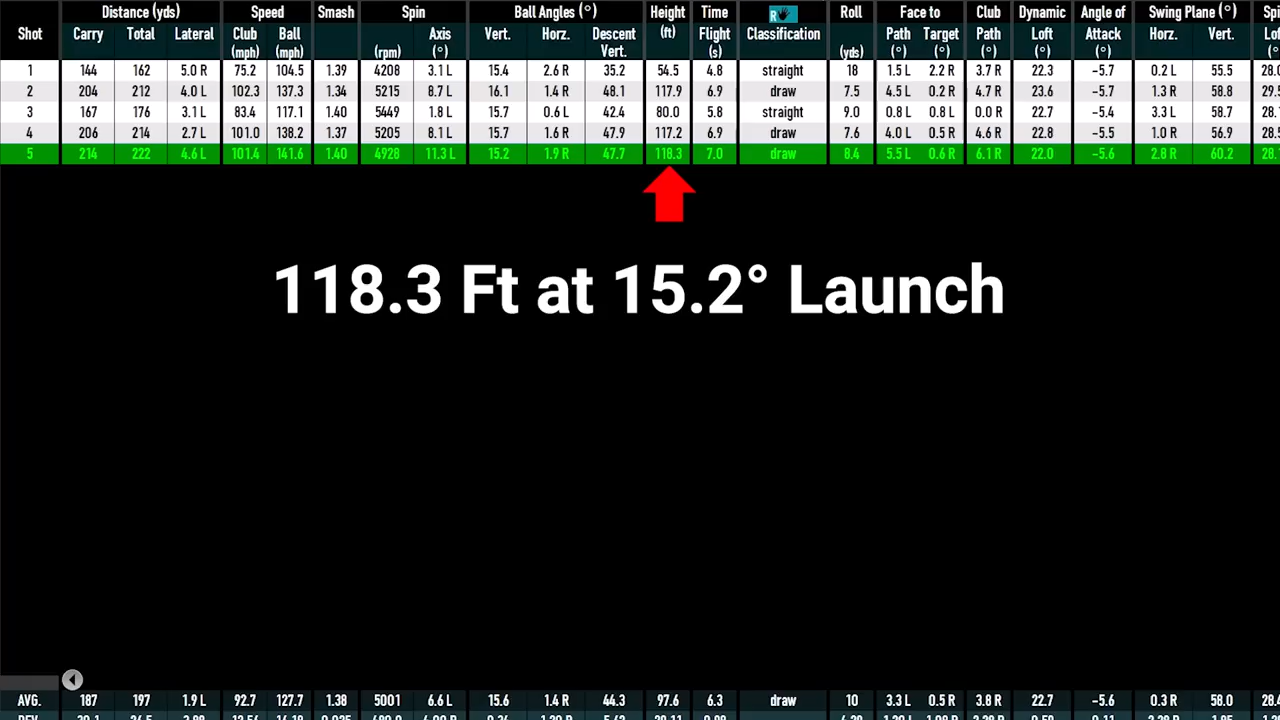 Distance (yds) Speed Smash Spin Ball Angles (°) Height Time R Roll Face to Club Dynamic Angle of Swing Plane (°)
Shot Carry Total Lateral Club Ball Axis Vert. Horz. Descent (ft) Flight Classification Path Target Path Loft Attack Horz. Vert.
(mph) (mph) (rpm) (°) Vert. (s) (yds) (°) (°) (°) (°) (°)
1 144 162 5.0 R 75.2 104.5 1.39 4208 3.1 L 15.4 2.6 R 35.2 54.5 4.8 straight 18 1.5 L 2.2 R 3.7 R 22.3 -5.7 0.2 L 55.5
2 204 212 4.0 L 102.3 137.3 1.34 5215 8.7 L 16.1 1.4 R 48.1 117.9 6.9 draw 7.5 4.5 L 0.2 R 4.7 R 23.6 -5.7 1.3 R 58.8
3 167 176 3.1 L 83.4 117.1 1.40 5449 1.8 L 15.7 0.6 L 42.4 80.0 5.8 straight 9.0 0.8 L 0.8 L 0.0 R 22.7 -5.4 3.3 L 58.7
4 206 214 2.7 L 101.0 138.2 1.37 5205 8.1 L 15.7 1.6 R 47.9 117.2 6.9 draw 7.6 4.0 L 0.5 R 4.6 R 22.8 -5.5 1.0 R 56.9
5 214 222 4.6 L 101.4 141.6 1.40 4928 11.3 L 15.2 1.9 R 47.7 118.3 7.0 draw 8.4 5.5 L 0.6 R 6.1 R 22.0 -5.6 2.8 R 60.2
118.3 Ft at 15.2° Launch
AVG. 187 197 1.9 L 92.7 127.7 1.38 5001 6.6 L 15.6 1.4 R 44.3 97.6 6.3 draw 10 3.3 L 0.5 R 3.8 R 22.7 -5.6 0.3 R 58.0